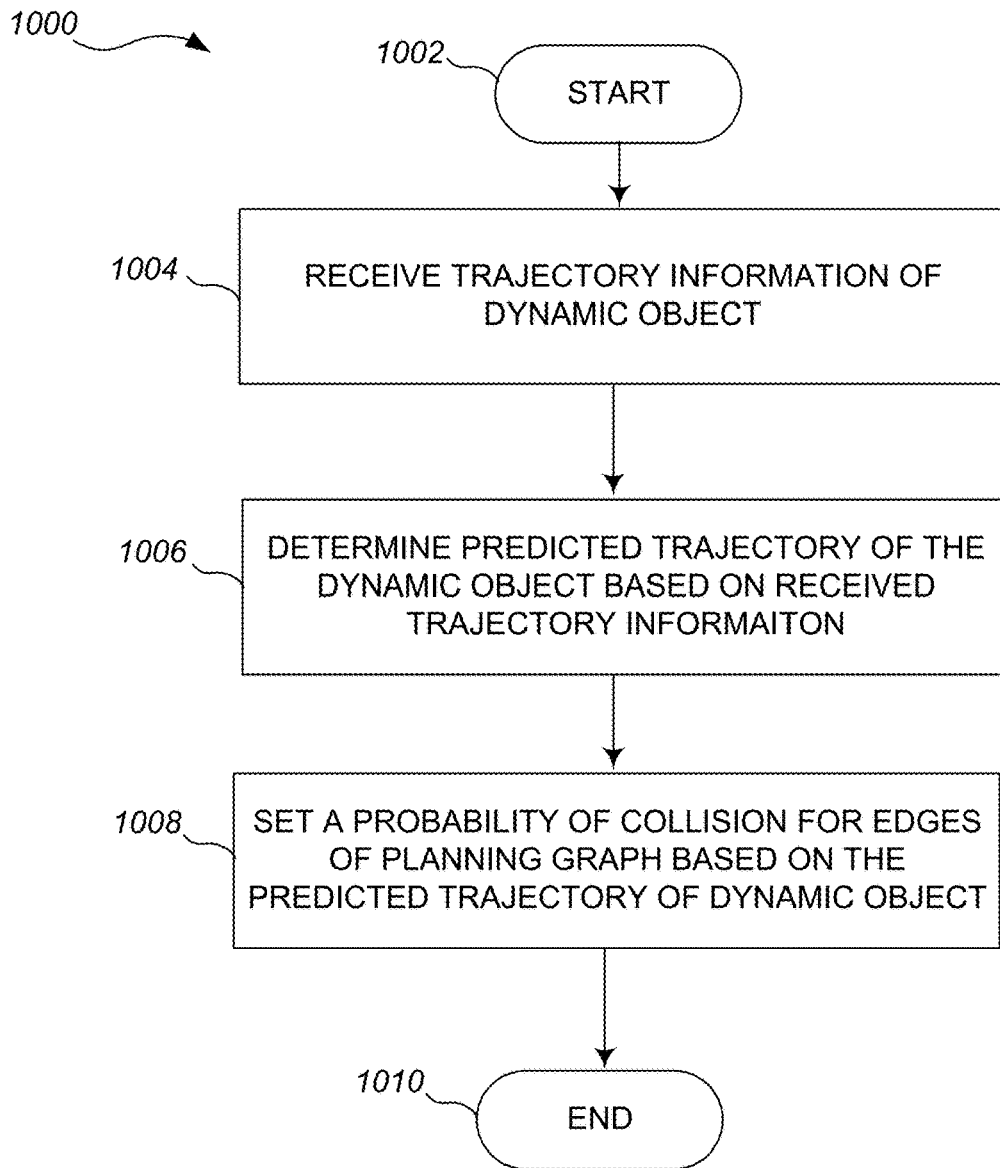 1000
1002
START
1004
RECEIVE TRAJECTORY INFORMATION OF
DYNAMIC OBJECT
1006
DETERMINE PREDICTED TRAJECTORY OF THE
DYNAMIC OBJECT BASED ON RECEIVED
TRAJECTORY INFORMAITON
1008
SET A PROBABILITY OF COLLISION FOR EDGES
OF PLANNING GRAPH BASED ON THE
PREDICTED TRAJECTORY OF DYNAMIC OBJECT
1010
END